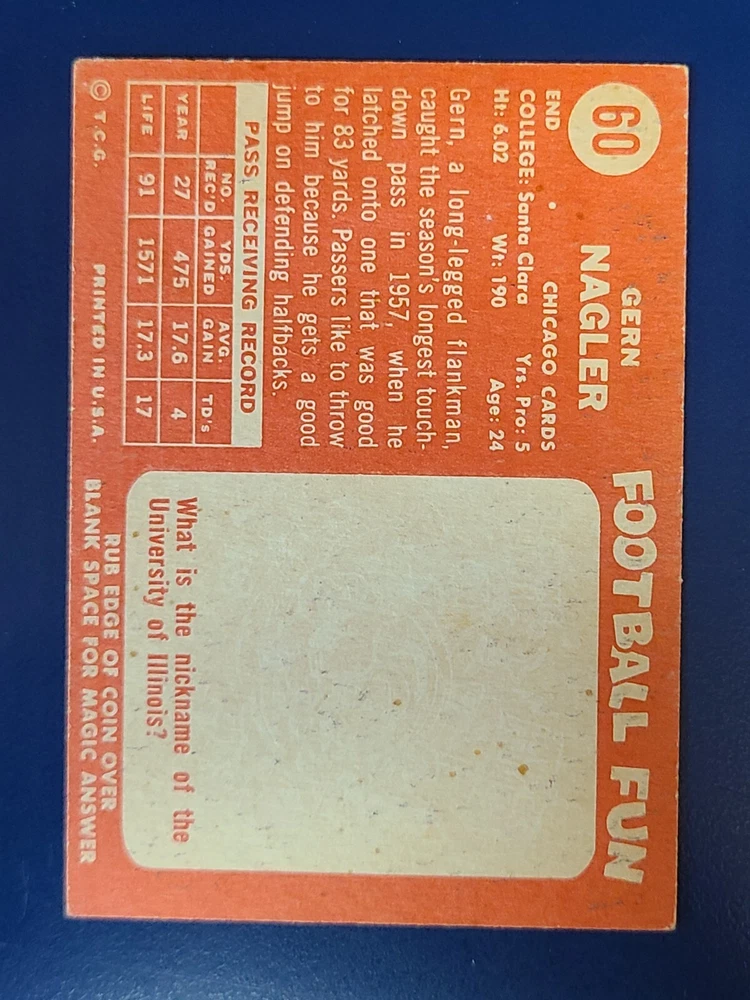 60
GERN
NAGLER
END
CHICAGO CARDS
COLLEGE: Santa Clara
Yrs. Pro: 5
Ht: 6.02
Wt: 190
Age: 24
Gern, a long-legged flankman,
caught the season's longest touch-
down pass in 1957, when he
latched onto one that was good
for 83 yards. Passers like to throw
to him because he gets a good
jump on defending halfbacks.
PASS RECEIVING RECORD
NO. REC'D YDS. GAINED AVG. GAIN TD's
YEAR 27 475 17.6 4
LIFE 91 1571 17.3 17
© T.C.G.
PRINTED IN U.S.A.
FOOTBALL FUN
What is the nickname of the
University of Illinois?
RUB EDGE OF COIN OVER
BLANK SPACE FOR MAGIC ANSWER